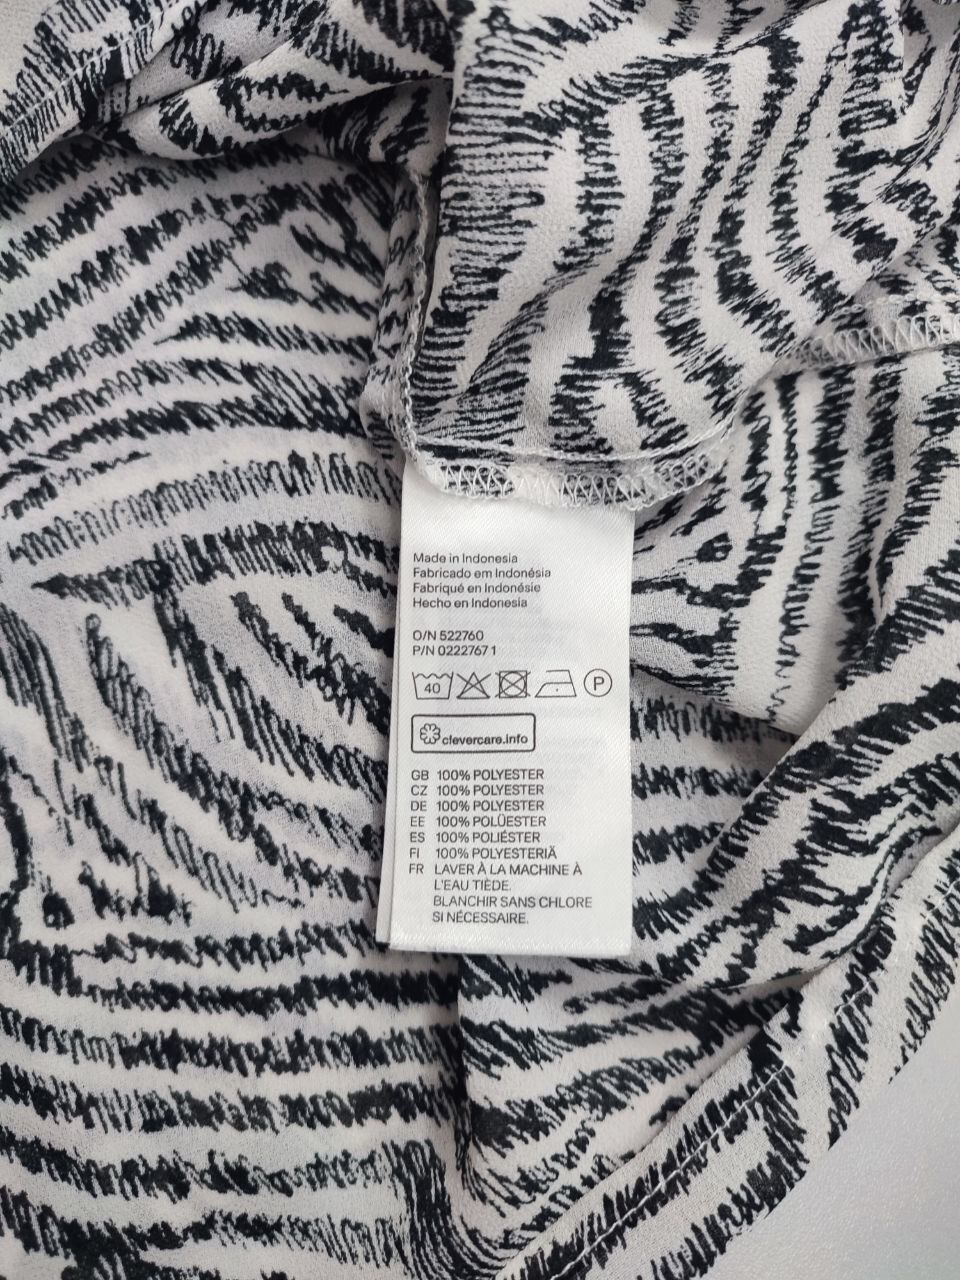 Made in Indonesia
Fabricado em Indonésia
Fabriqué en Indonésie
Hecho en Indonesia
O/N 522760
P/N 0222767 1
40 P
clevercare.info
GB 100% POLYESTER
CZ 100% POLYESTER
DE 100% POLYESTER
EE 100% POLÜESTER
ES 100% POLIÉSTER
FI 100% POLYESTERIÄ
FR LAVER À LA MACHINE À
L'EAU TIÈDE.
BLANCHIR SANS CHLORE
SI NÉCESSAIRE.